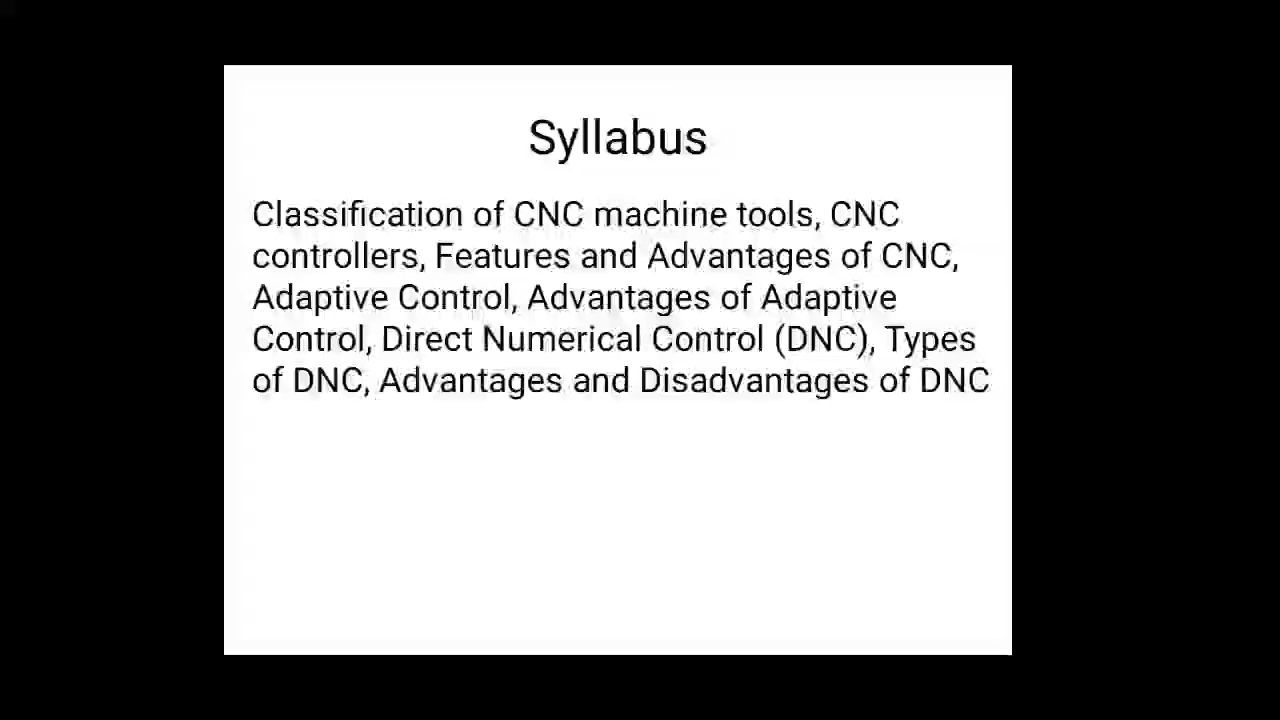 Syllabus
Classification of CNC machine tools, CNC
controllers, Features and Advantages of CNC,
Adaptive Control, Advantages of Adaptive
Control, Direct Numerical Control (DNC), Types
of DNC, Advantages and Disadvantages of DNC